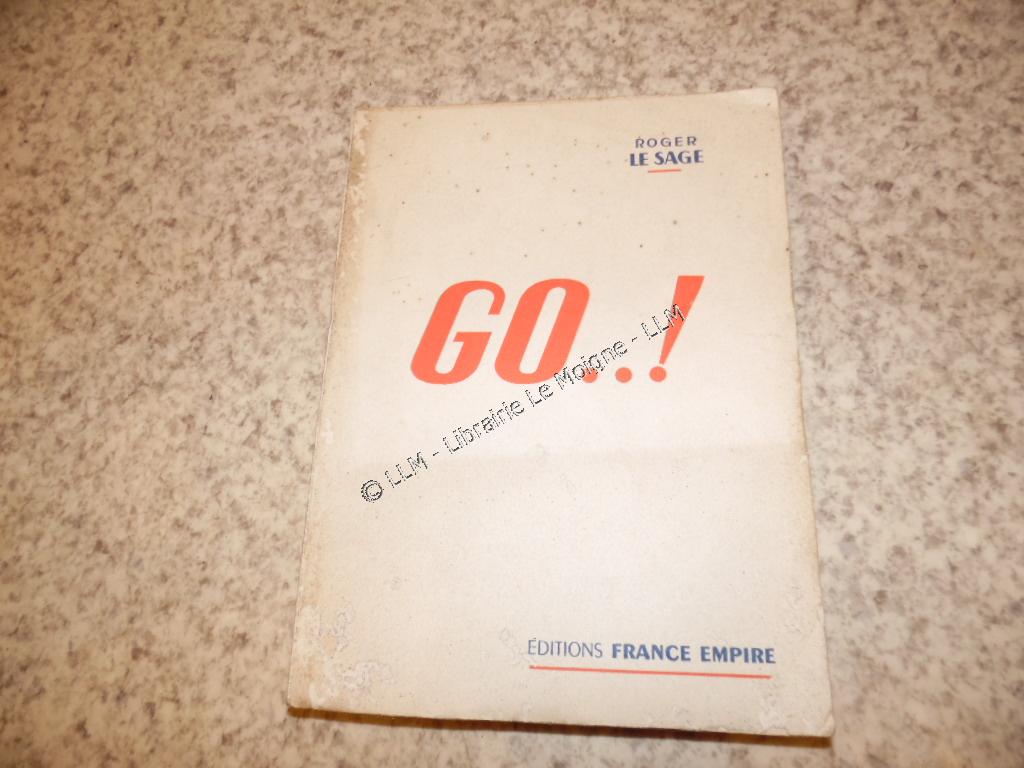 ROGER
LE SAGE
GO..!
© LLM - Librairie Le Moigne - LLM
ÉDITIONS FRANCE EMPIRE